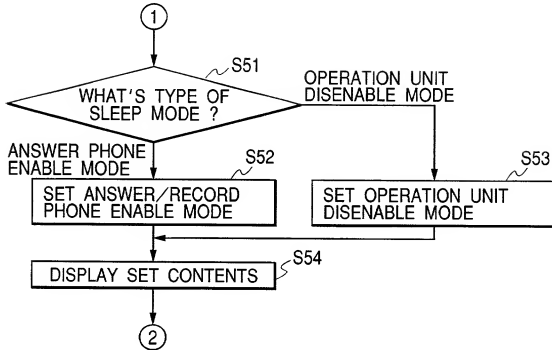 1
S51
WHAT'S TYPE OF
SLEEP MODE ?
OPERATION UNIT
DISENABLE MODE
ANSWER PHONE
ENABLE MODE
S52
SET ANSWER/RECORD
PHONE ENABLE MODE
S53
SET OPERATION UNIT
DISENABLE MODE
S54
DISPLAY SET CONTENTS
2